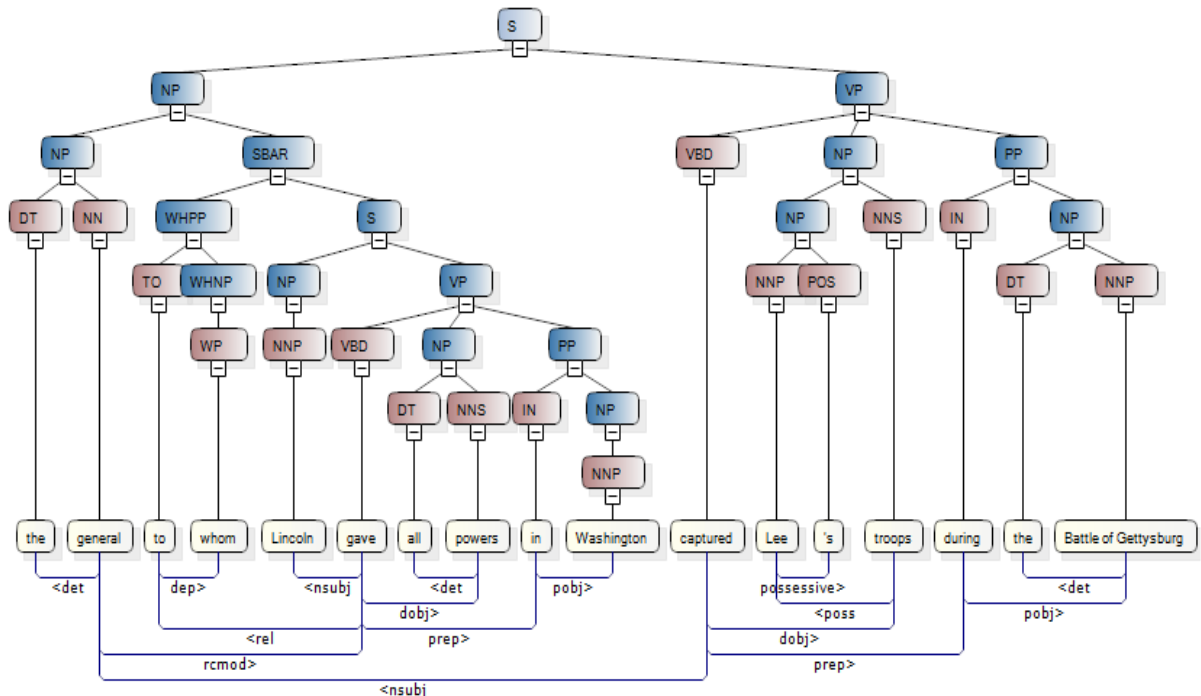 S
NP VP
NP SBAR VBD NP PP
DT NN WHPP S NP NNS IN NP
TO WHNP NP VP NNP POS DT NNP
WP NNP VBD NP PP
DT NNS IN NP
NNP
the general to whom Lincoln gave all powers in Washington captured Lee 's troops during the Battle of Gettysburg
<det dep> <nsubj <det pobj> possessive> <det
dobj> <poss pobj>
<rel prep> dobj>
rcmod> prep>
<nsubj